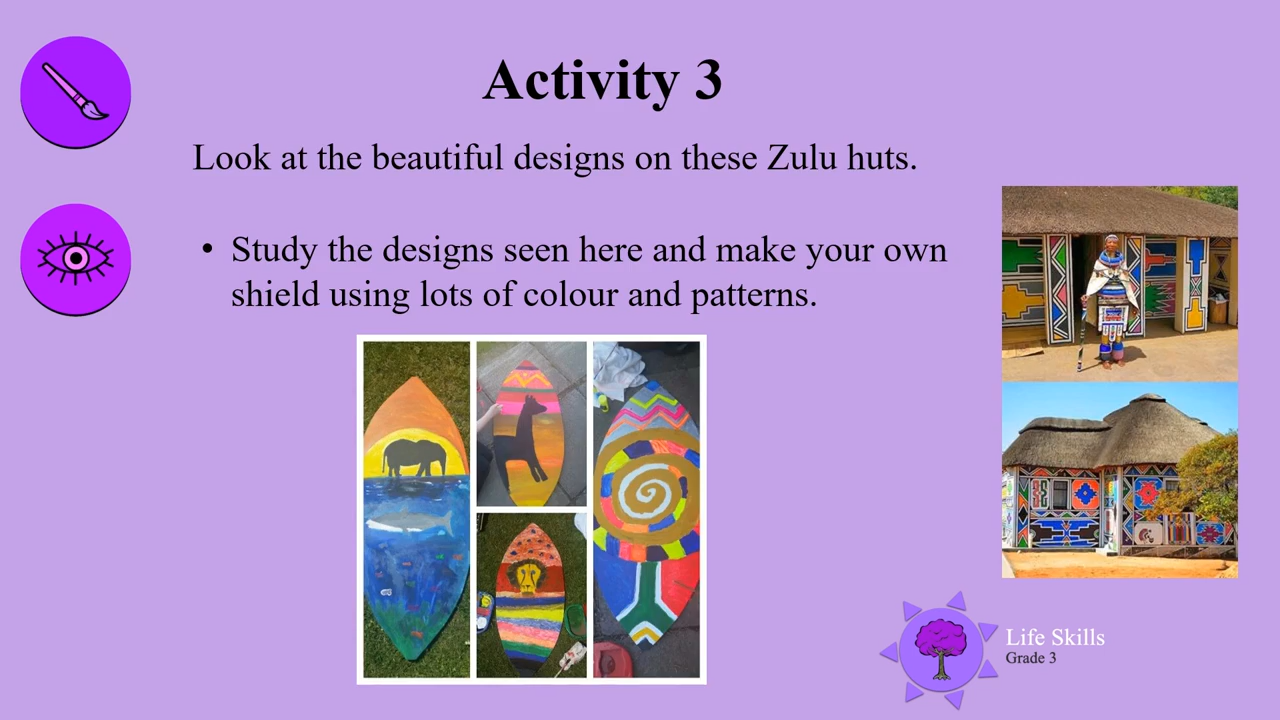 Activity 3
Look at the beautiful designs on these Zulu huts.
• Study the designs seen here and make your own
shield using lots of colour and patterns.
Life Skills
Grade 3